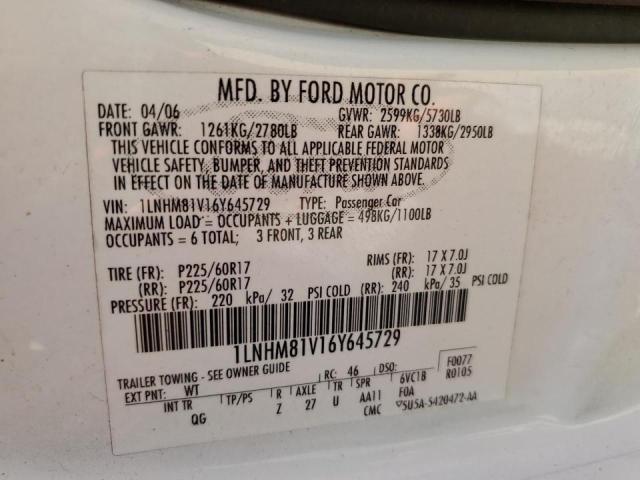 MFD. BY FORD MOTOR CO.
DATE: 04/06 GVWR: 2599KG/5730LB
FRONT GAWR: 1261KG/2780LB REAR GAWR: 1338KG/2950LB
THIS VEHICLE CONFORMS TO ALL APPLICABLE FEDERAL MOTOR
VEHICLE SAFETY, BUMPER, AND THEFT PREVENTION STANDARDS
IN EFFECT ON THE DATE OF MANUFACTURE SHOWN ABOVE.
VIN: 1LNHM81V16Y645729 TYPE: Passenger Car
MAXIMUM LOAD = OCCUPANTS + LUGGAGE = 498KG/1100LB
OCCUPANTS = 6 TOTAL; 3 FRONT, 3 REAR
TIRE (FR): P225/60R17 RIMS (FR): 17 X 7.0J
(RR): P225/60R17 (RR): 17 X 7.0J
PRESSURE (FR): 220 kPa/ 32 PSI COLD (RR): 240 kPa/ 35 PSI COLD
1LNHM81V16Y645729
TRAILER TOWING - SEE OWNER GUIDE
RC: 46 DSO: F0077
EXT PNT: WT 6VC1B R0105
INT TR TP/PS R AXLE TR SPR F0A
QG Z 27 U AA11
CMC ▽5U5A-5420472-AA